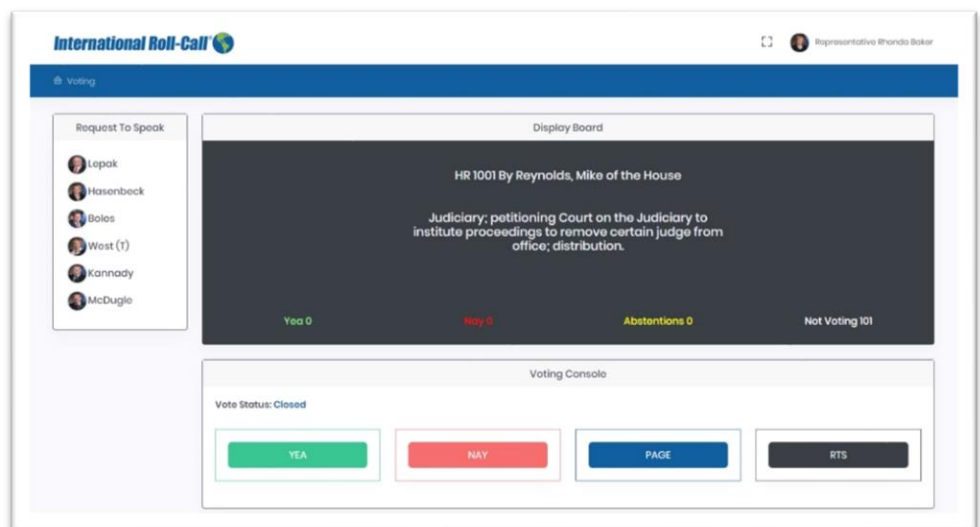 International Roll-Call
Representative Rhonda Baker
Voting
Request To Speak
Lepak
Hasenbeck
Boles
West (T)
Kannady
McDugle
Display Board
HR 1001 By Reynolds, Mike of the House
Judiciary; petitioning Court on the Judiciary to
institute proceedings to remove certain judge from
office; distribution.
Yea 0
Nay 0
Abstentions 0
Not Voting 101
Voting Console
Vote Status: Closed
YEA
NAY
PAGE
RTS